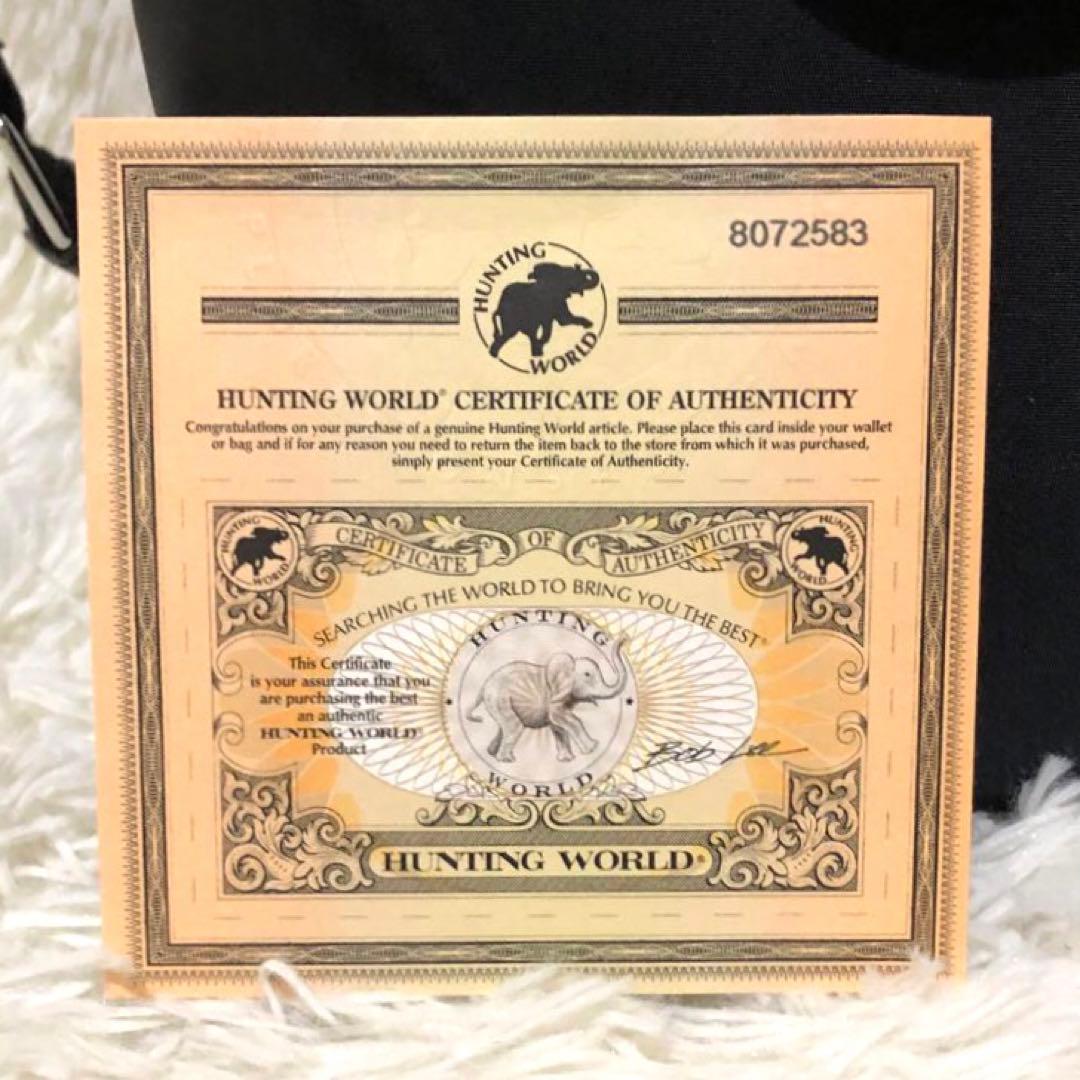 8072583
HUNTING
WORLD
HUNTING WORLD® CERTIFICATE OF AUTHENTICITY
Congratulations on your purchase of a genuine Hunting World article. Please place this card inside your wallet
or bag and if for any reason you need to return the item back to the store from which it was purchased,
simply present your Certificate of Authenticity.
HUNTING
WORLD
CERTIFICATE OF AUTHENTICITY
HUNTING
WORLD
SEARCHING THE WORLD TO BRING YOU THE BEST®
HUNTING
WORLD
This Certificate
is your assurance that you
are purchasing the best
an authentic
HUNTING WORLD®
Product
Bob Lee
HUNTING WORLD®